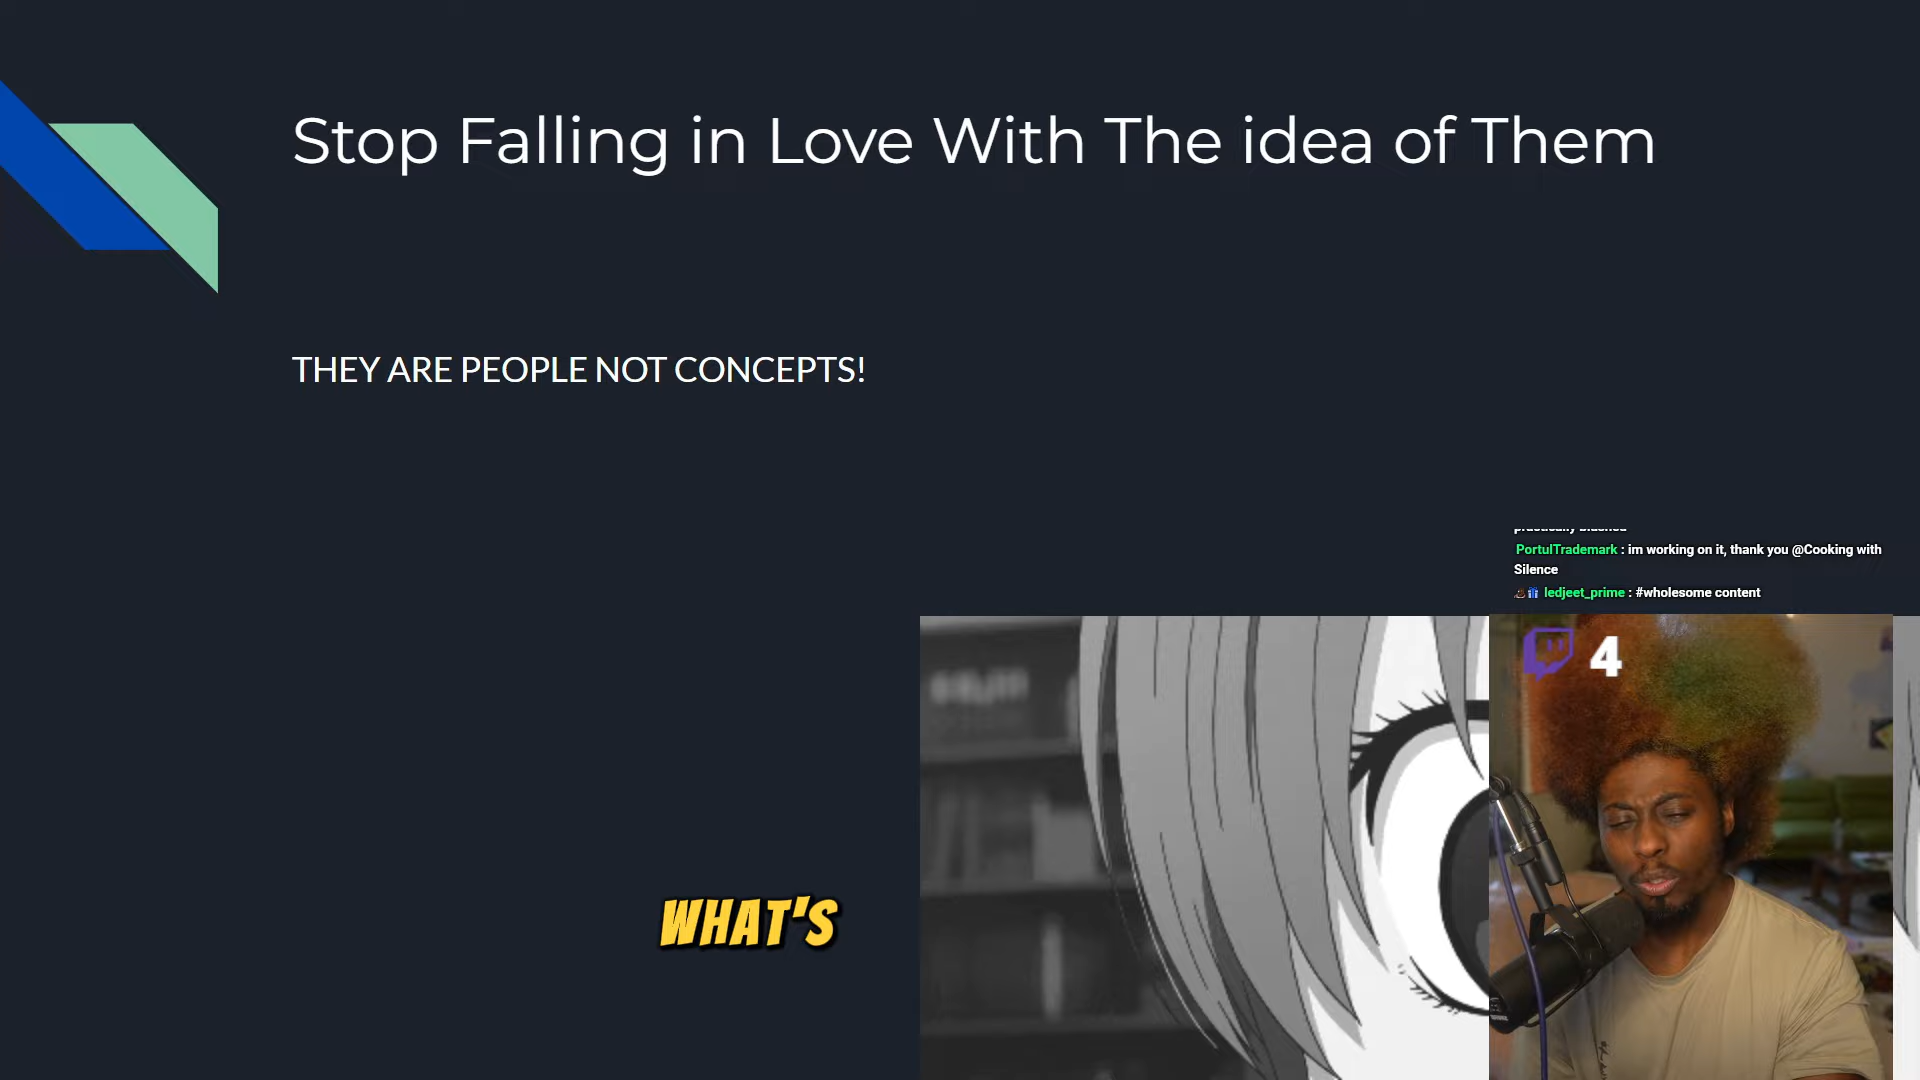 Stop Falling in Love With The idea of Them
THEY ARE PEOPLE NOT CONCEPTS!
PortulTrademark : im working on it, thank you @Cooking with
Silence
ledjeet_prime : #wholesome content
4
WHAT'S